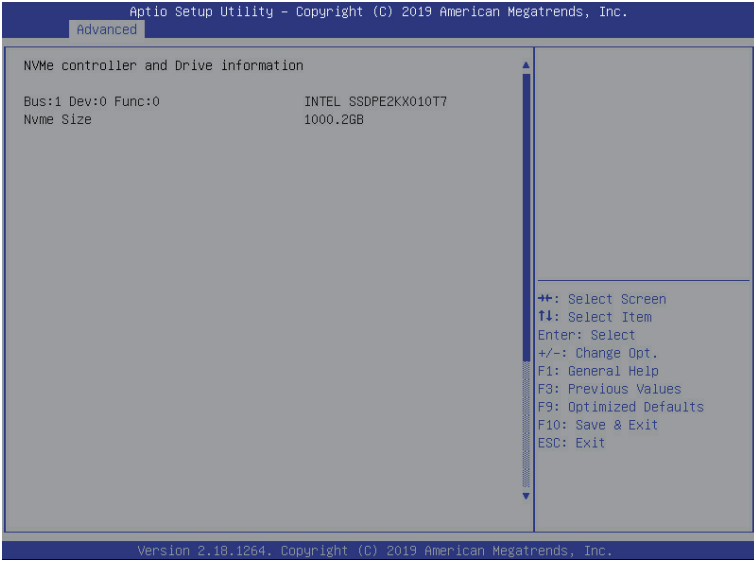 Aptio Setup Utility – Copyright (C) 2019 American Megatrends, Inc.
Advanced
NVMe controller and Drive information
Bus:1 Dev:0 Func:0 INTEL SSDPE2KX010T7
Nvme Size 1000.2GB
→←: Select Screen
↑↓: Select Item
Enter: Select
+/-: Change Opt.
F1: General Help
F3: Previous Values
F9: Optimized Defaults
F10: Save & Exit
ESC: Exit
Version 2.18.1264. Copyright (C) 2019 American Megatrends, Inc.